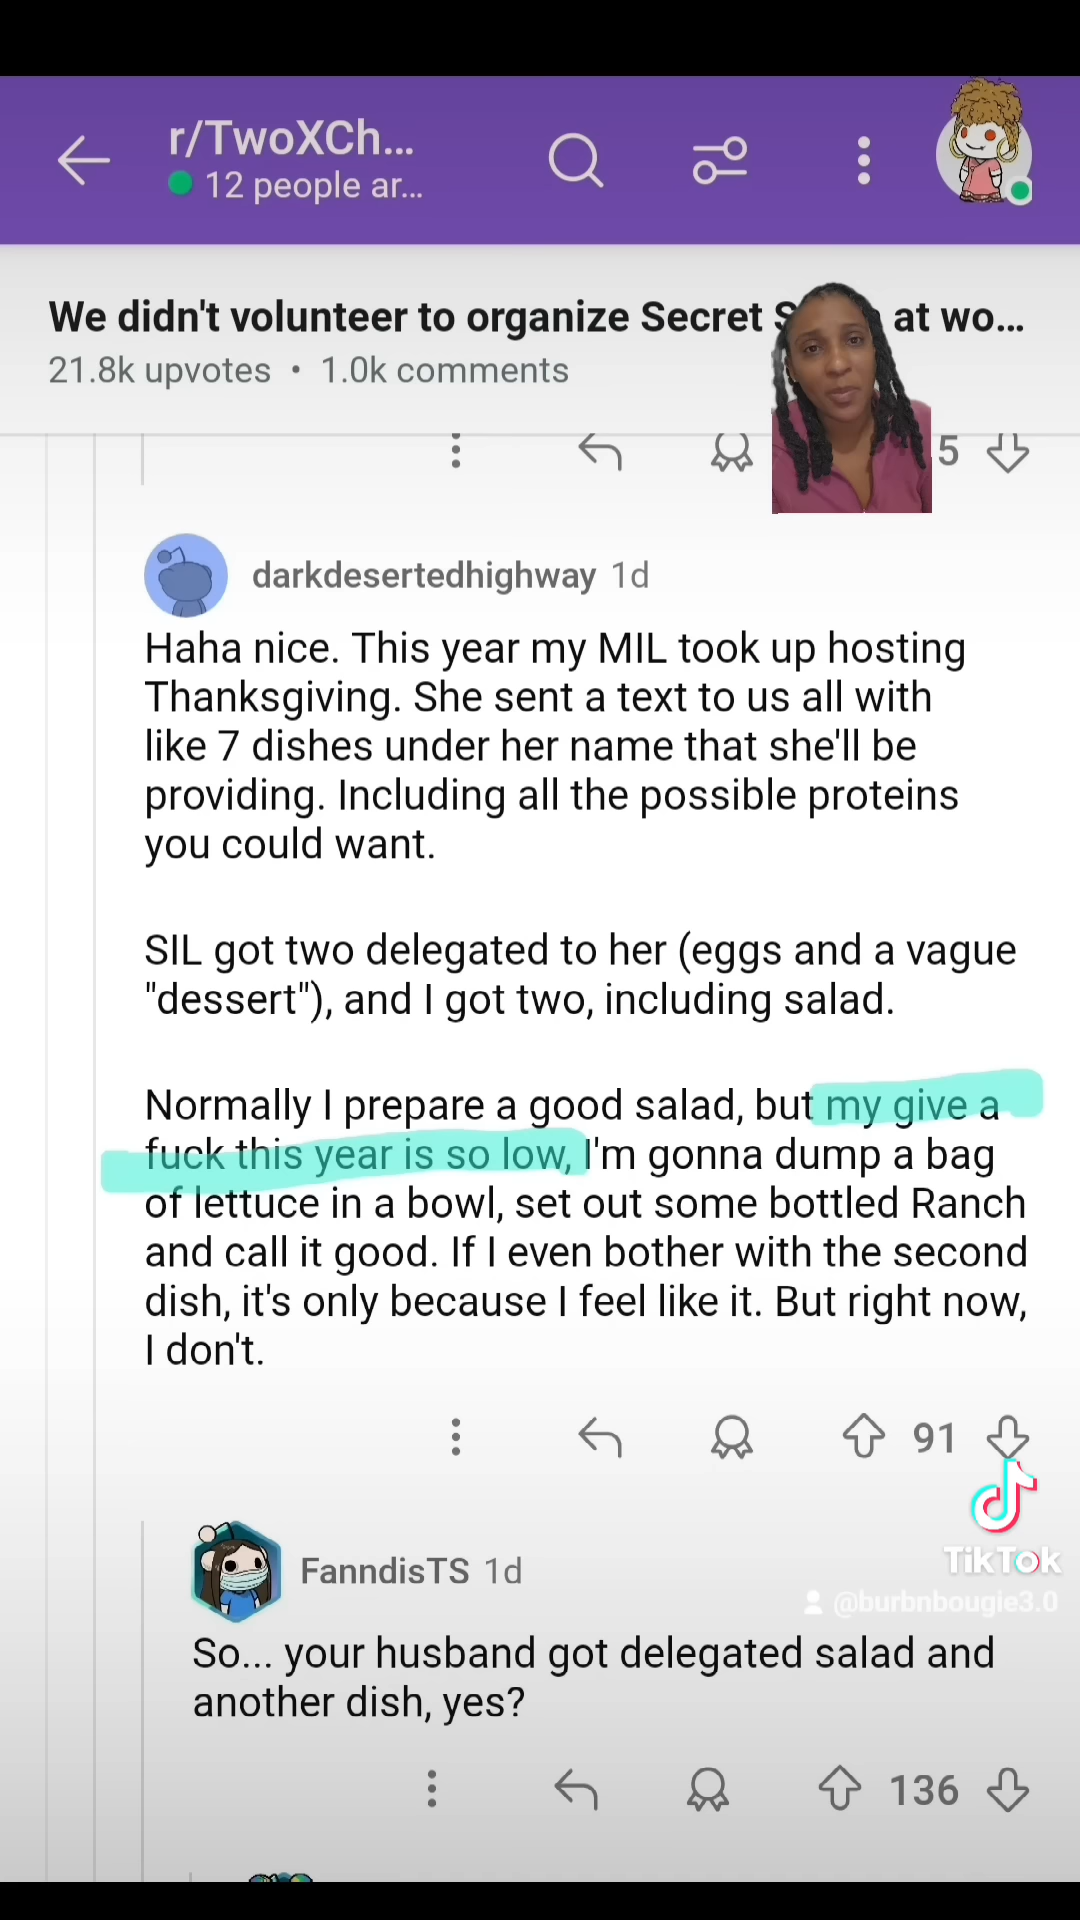 r/TwoXCh...
12 people ar...
We didn't volunteer to organize Secret at wo...
21.8k upvotes • 1.0k comments
5
darkdesertedhighway 1d
Haha nice. This year my MIL took up hosting
Thanksgiving. She sent a text to us all with
like 7 dishes under her name that she'll be
providing. Including all the possible proteins
you could want.
SIL got two delegated to her (eggs and a vague
"dessert"), and I got two, including salad.
Normally I prepare a good salad, but my give a
fuck this year is so low, I'm gonna dump a bag
of lettuce in a bowl, set out some bottled Ranch
and call it good. If I even bother with the second
dish, it's only because I feel like it. But right now,
I don't.
91
TikTok
@burbnbougie3.0
FanndisTS 1d
So... your husband got delegated salad and
another dish, yes?
136